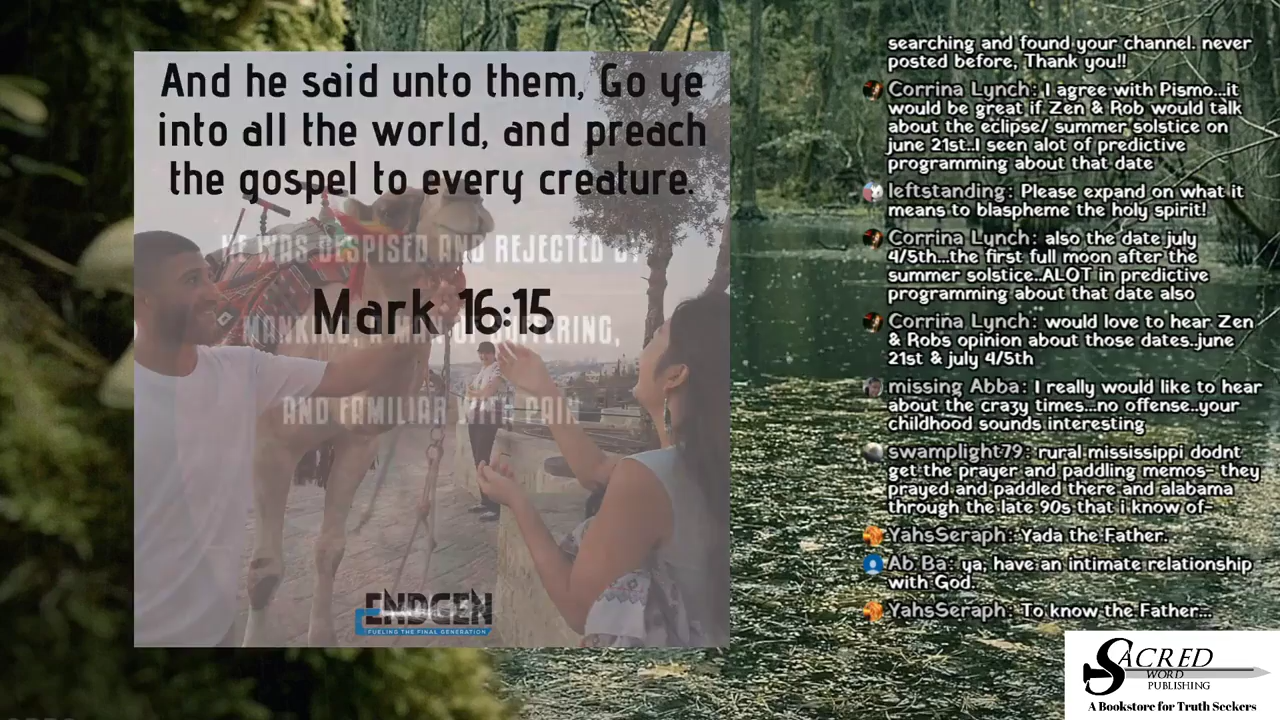 And he said unto them, Go ye
into all the world, and preach
the gospel to every creature.
HE WAS DESPISED AND REJECTED BY
Mark 16:15
MANKIND, A MAN OF SUFFERING,
AND FAMILIAR WITH PAIN
ENDGEN
FUELING THE FINAL GENERATION
searching and found your channel. never
posted before, Thank you!!
Corrina Lynch: I agree with Pismo...it
would be great if Zen & Rob would talk
about the eclipse/ summer solstice on
june 21st..I seen alot of predictive
programming about that date
leftstanding: Please expand on what it
means to blaspheme the holy spirit!
Corrina Lynch: also the date july
4/5th...the first full moon after the
summer solstice..ALOT in predictive
programming about that date also
Corrina Lynch: would love to hear Zen
& Robs opinion about those dates..june
21st & july 4/5th
missing Abba: I really would like to hear
about the crazy times...no offense..your
childhood sounds interesting
swamplight79: rural mississippi dodnt
get the prayer and paddling memos- they
prayed and paddled there and alabama
through the late 90s that i know of-
YahsSeraph: Yada the Father.
Ab Ba: ya, have an intimate relationship
with God.
YahsSeraph: To know the Father...
SACRED
WORD
PUBLISHING
A Bookstore for Truth Seekers